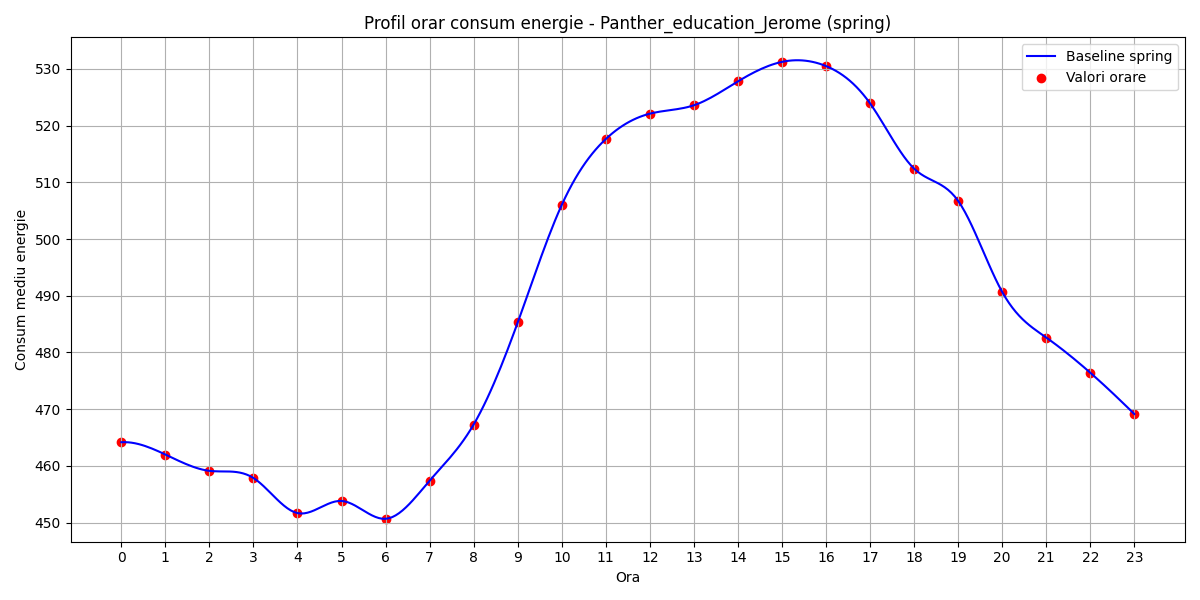 Profil orar consum energie - Panther_education_Jerome (spring)
Baseline spring
Valori orare
Consum mediu energie
530
520
510
500
490
480
470
460
450
0 1 2 3 4 5 6 7 8 9 10 11 12 13 14 15 16 17 18 19 20 21 22 23
Ora